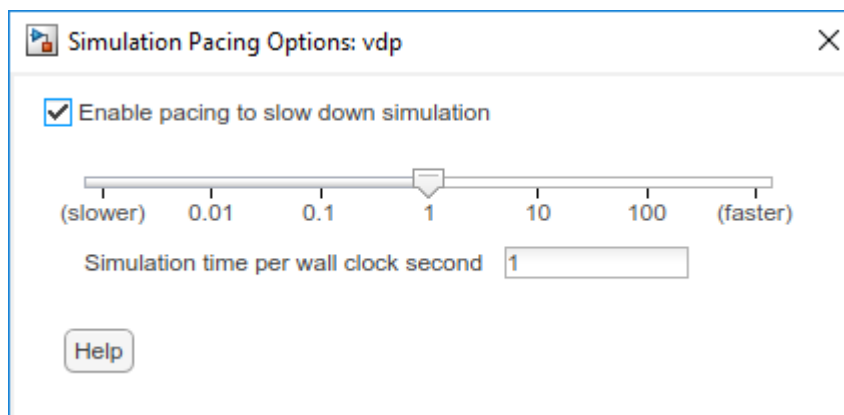 Simulation Pacing Options: vdp
Enable pacing to slow down simulation
(slower) 0.01 0.1 1 10 100 (faster)
Simulation time per wall clock second 1
Help